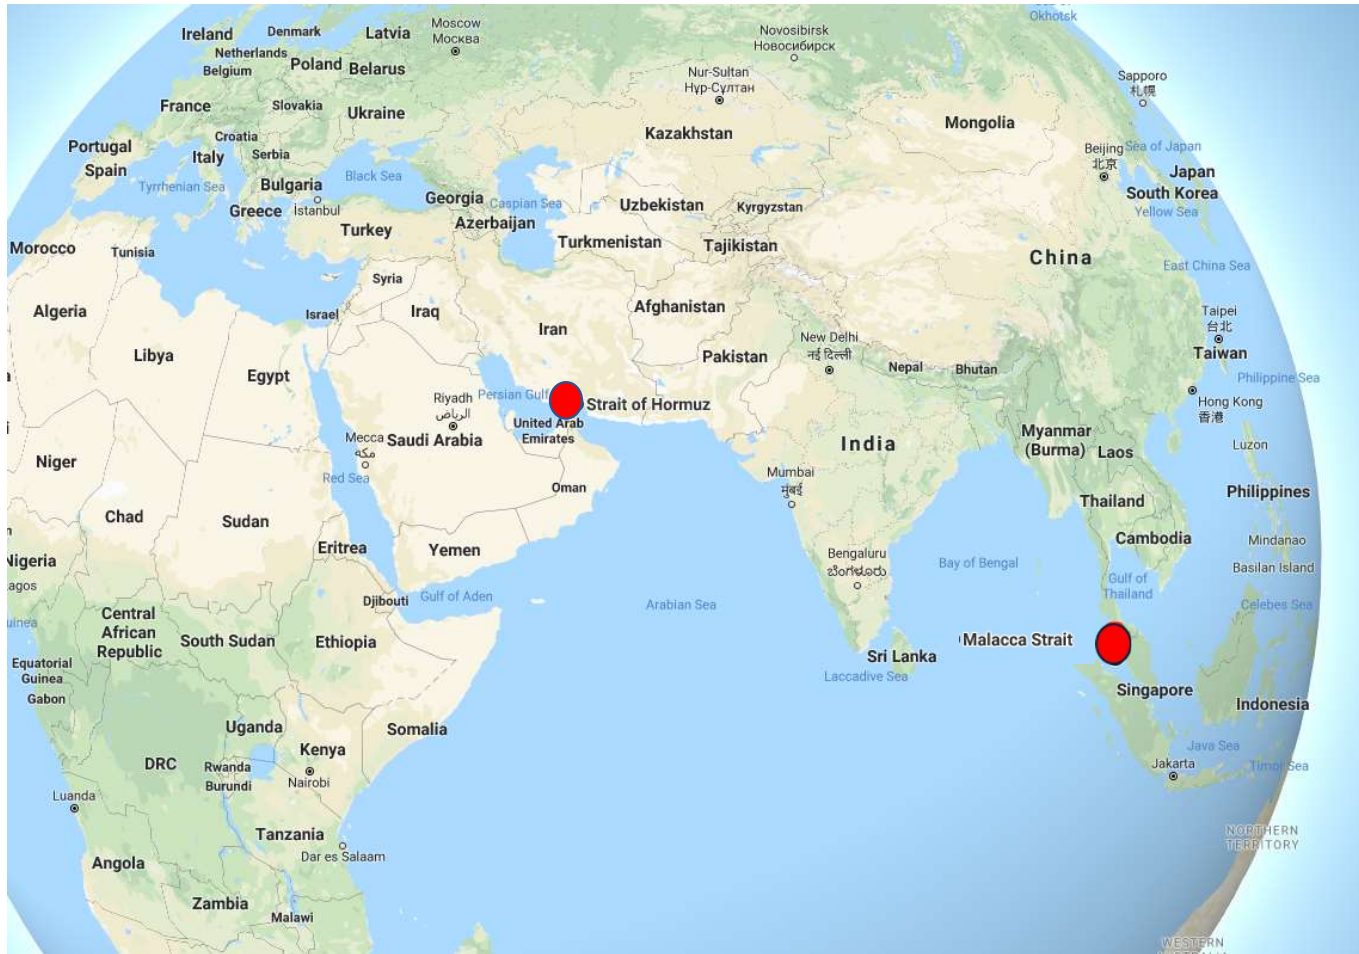 Okhotsk
Ireland
Denmark
Latvia
Moscow
Москва
Novosibirsk
Новосибирск
Netherlands
Belgium
Poland
Belarus
Nur-Sultan
Нұр-Сұлтан
Sapporo
札幌
France
Slovakia
Ukraine
Kazakhstan
Mongolia
Portugal
Croatia
Spain
Italy
Serbia
Beijing
北京
Sea of Japan
Japan
South Korea
Yellow Sea
Tyrrhenian Sea
Bulgaria
Black Sea
Georgia
Caspian Sea
Uzbekistan
Kyrgyzstan
Greece
Istanbul
Azerbaijan
Turkey
Turkmenistan
Tajikistan
Morocco
Tunisia
China
East China Sea
Syria
Algeria
Israel
Iraq
Iran
Afghanistan
Taipei
台北
Taiwan
Libya
Egypt
Pakistan
New Delhi
नई दिल्ली
Nepal
Bhutan
Philippine Sea
Riyadh
الرياض
Persian Gulf
Strait of Hormuz
Hong Kong
香港
United Arab
Emirates
Mecca
مكة
Saudi Arabia
India
Myanmar
(Burma)
Laos
Luzon
Niger
Red Sea
Mumbai
मुंबई
Oman
Thailand
Philippines
Chad
Sudan
Eritrea
Yemen
Cambodia
Mindanao
Nigeria
agos
Bengaluru
ಬೆಂಗಳೂರು
Bay of Bengal
Gulf of
Thailand
Basilan Island
Djibouti
Gulf of Aden
Arabian Sea
Celebes Sea
Central
African
Republic
South Sudan
Ethiopia
Malacca Strait
Equatorial
Guinea
Gabon
Sri Lanka
Laccadive Sea
Singapore
Indonesia
Uganda
Somalia
Kenya
Nairobi
DRC
Rwanda
Burundi
Java Sea
Jakarta
Timor Sea
Luanda
Tanzania
Dar es Salaam
NORTHERN
TERRITORY
Angola
Zambia
Malawi
WESTERN